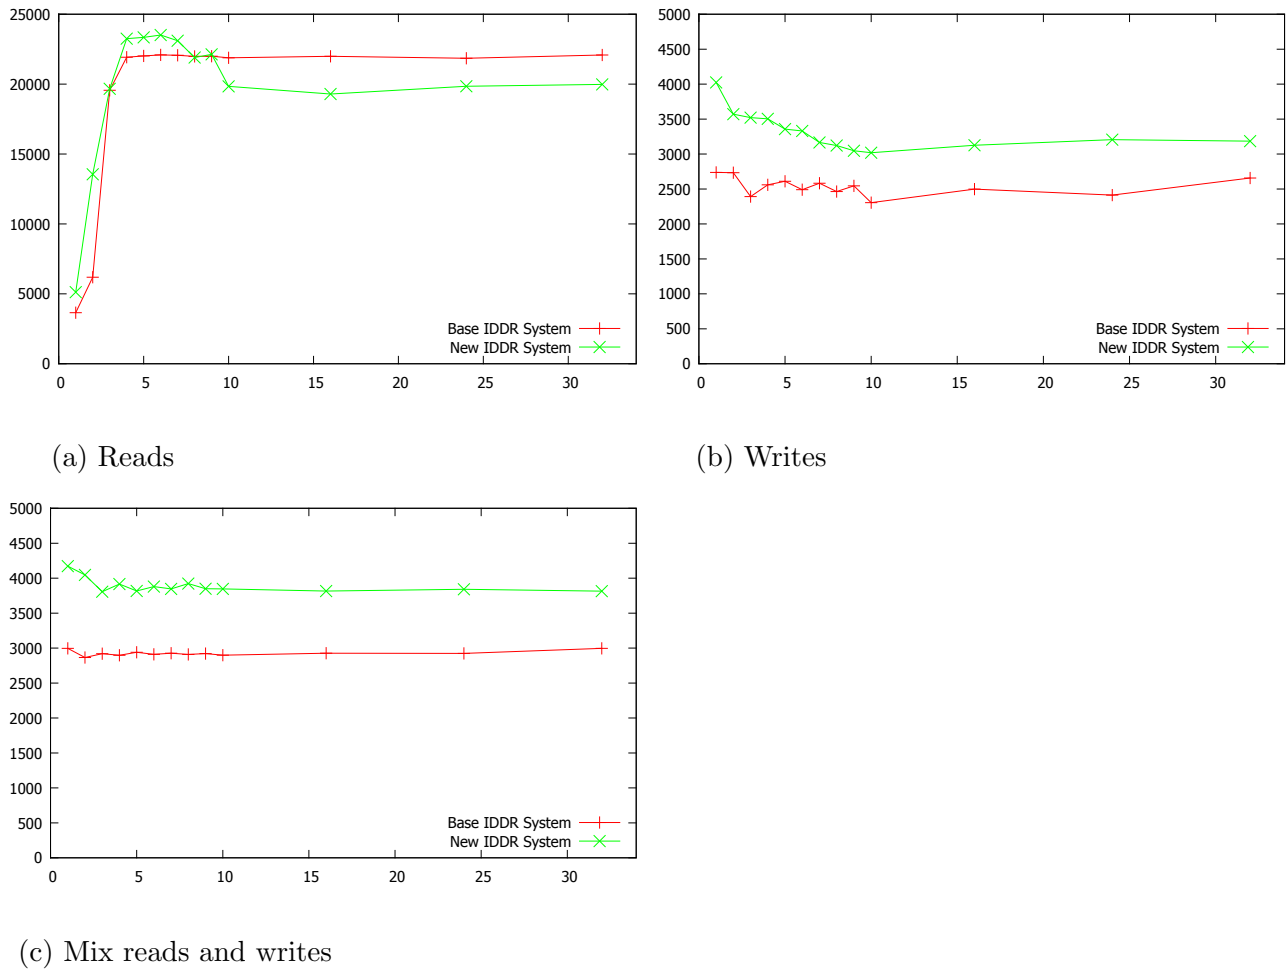 25000
20000
15000
10000
5000
0
0 5 10 15 20 25 30
Base IDDR System
New IDDR System
(a) Reads
5000
4500
4000
3500
3000
2500
2000
1500
1000
500
0
0 5 10 15 20 25 30
Base IDDR System
New IDDR System
(b) Writes
5000
4500
4000
3500
3000
2500
2000
1500
1000
500
0
0 5 10 15 20 25 30
Base IDDR System
New IDDR System
(c) Mix reads and writes